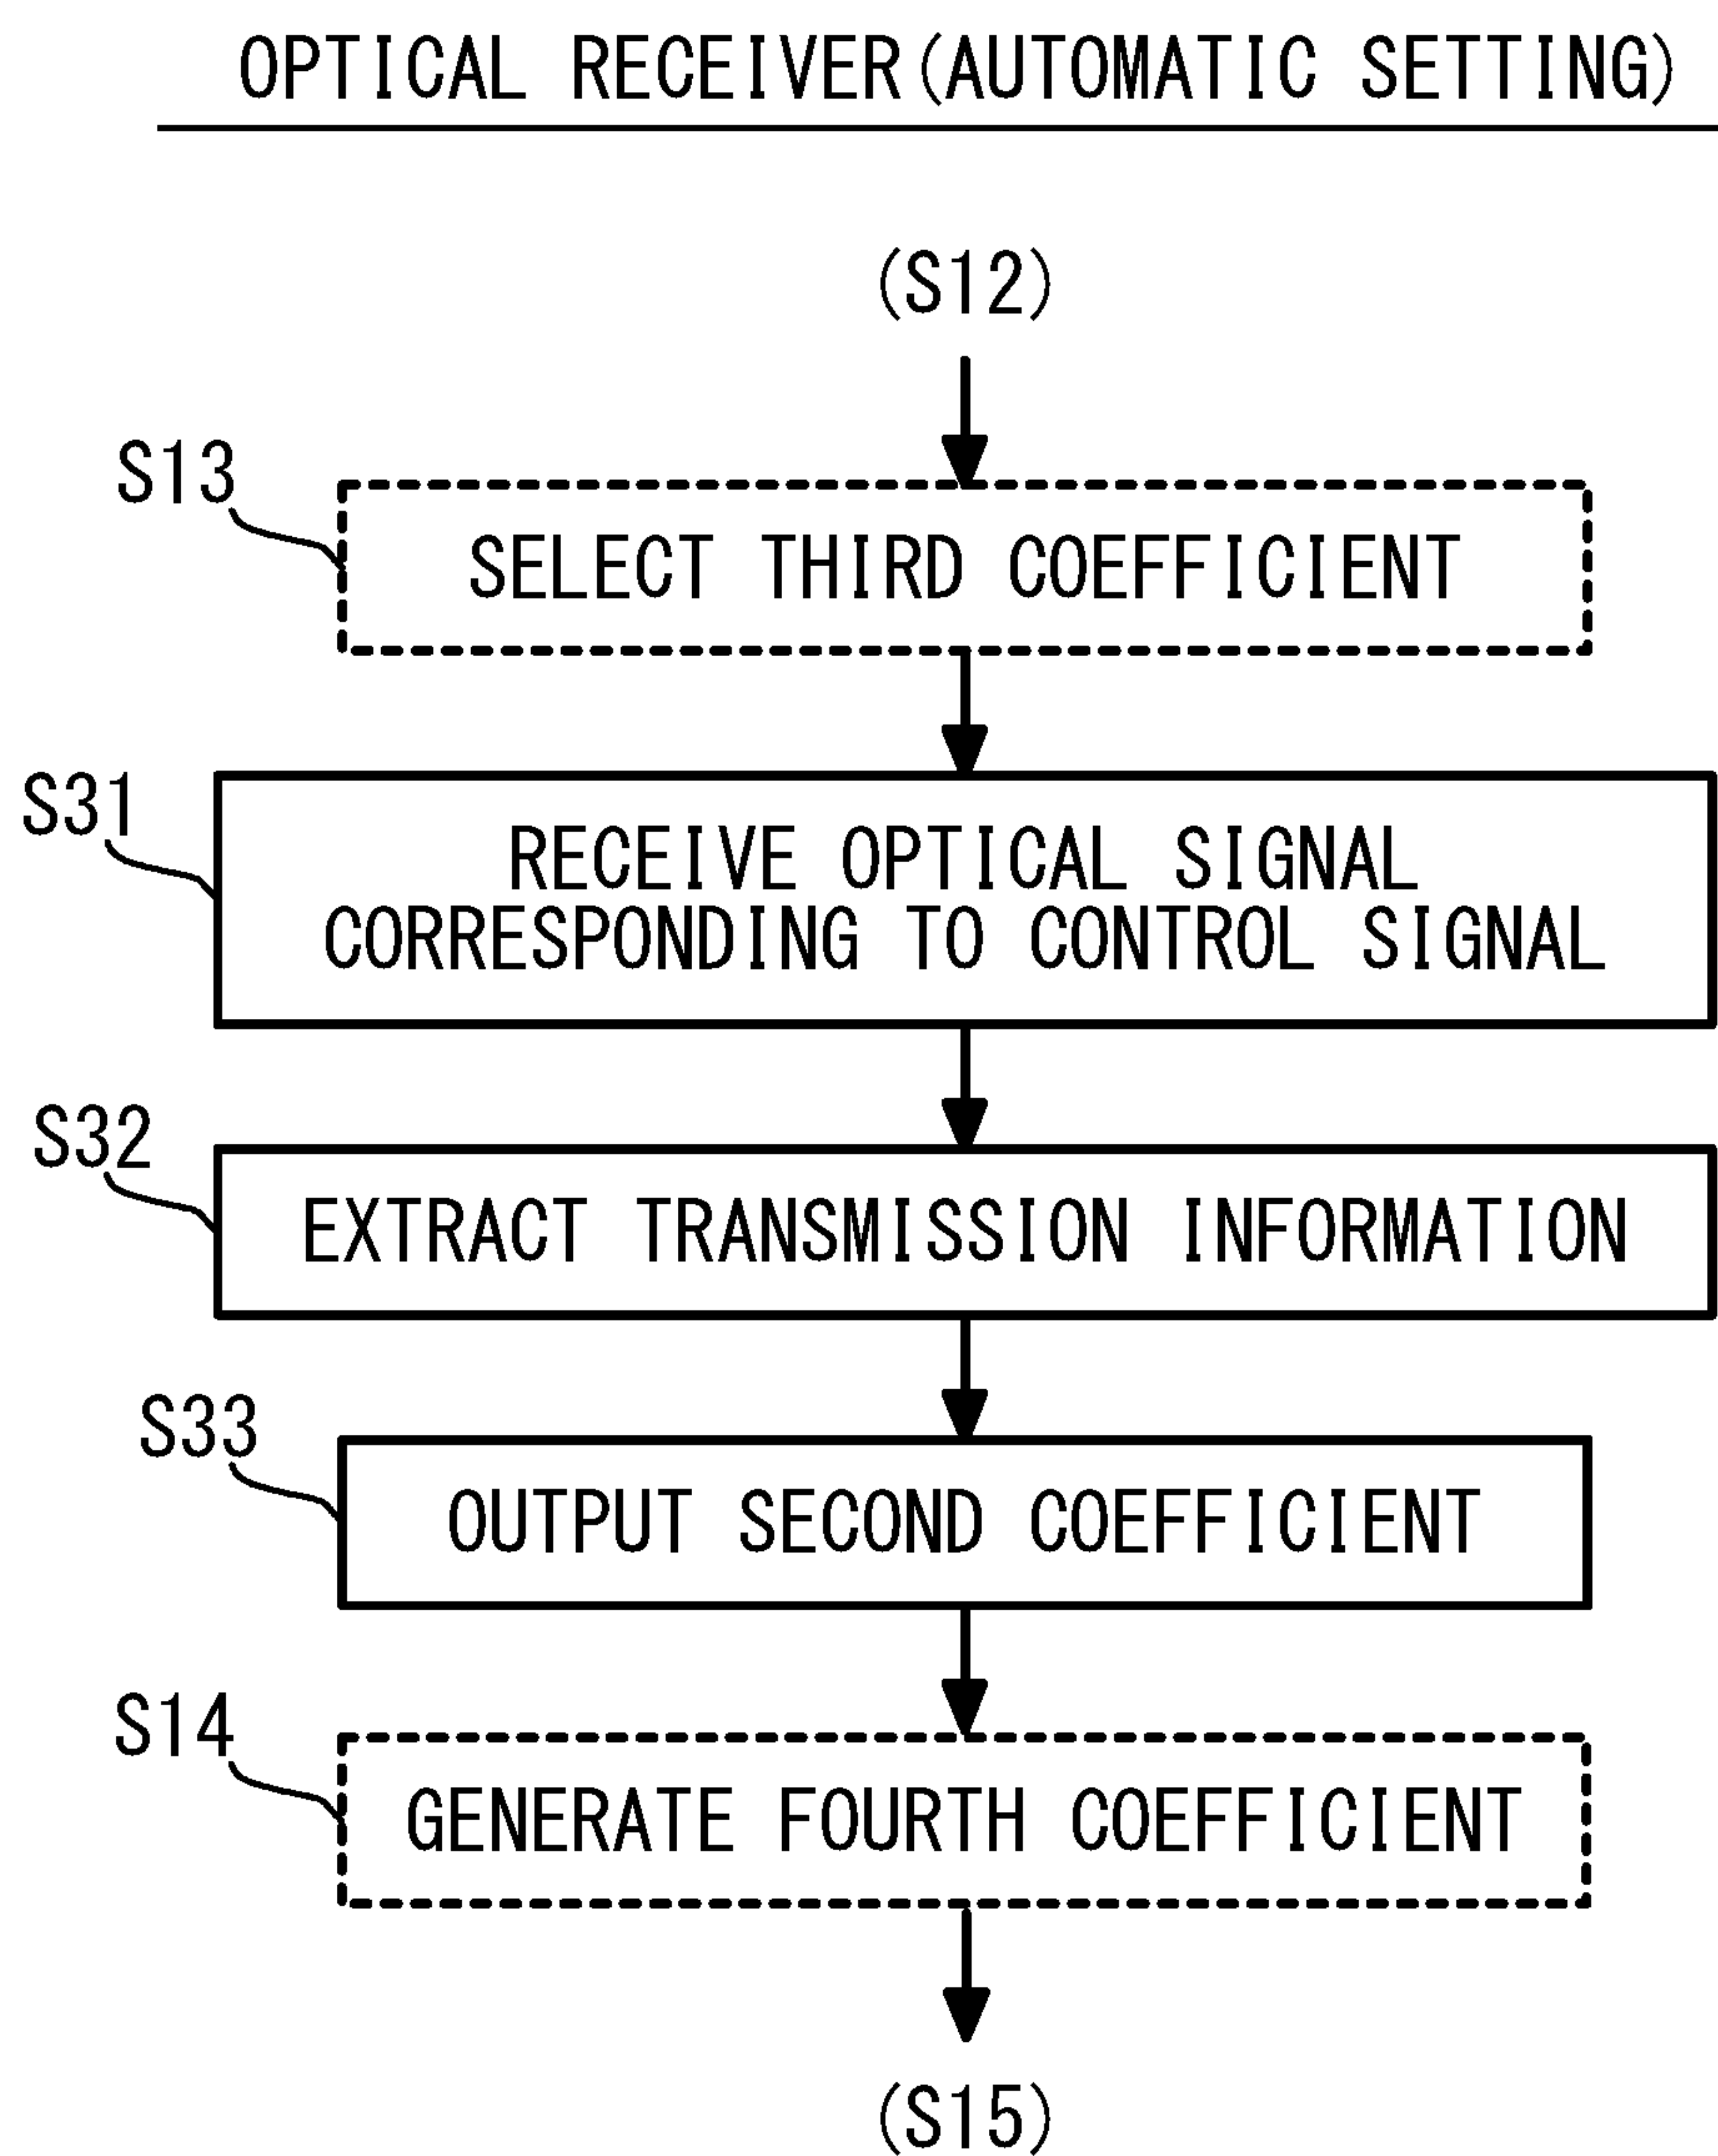 OPTICAL RECEIVER(AUTOMATIC SETTING)
(S12)
S13
SELECT THIRD COEFFICIENT
S31
RECEIVE OPTICAL SIGNAL
CORRESPONDING TO CONTROL SIGNAL
S32
EXTRACT TRANSMISSION INFORMATION
S33
OUTPUT SECOND COEFFICIENT
S14
GENERATE FOURTH COEFFICIENT
(S15)